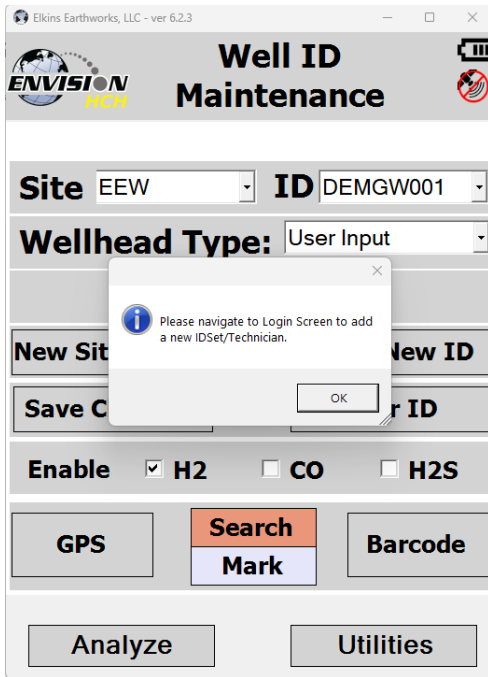 Elkins Earthworks, LLC - ver 6.2.3
ENVISION
HCH
Well ID
Maintenance
Site EEW ID DEMGW001
Wellhead Type: User Input
Please navigate to Login Screen to add
a new IDSet/Technician.
OK
New Sit New ID
Save C r ID
Enable H2 CO H2S
GPS
Search
Mark
Barcode
Analyze Utilities